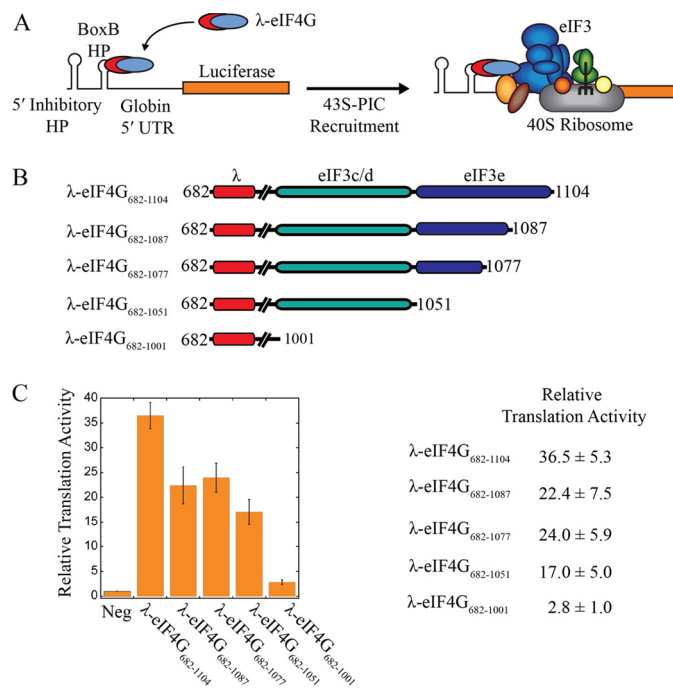 A
BoxB
HP
λ-eIF4G
Luciferase
5′ Inhibitory
HP
Globin
5′ UTR
43S-PIC
Recruitment
eIF3
40S Ribosome
B
λ eIF3c/d eIF3e
λ-eIF4G682-1104 682 1104
λ-eIF4G682-1087 682 1087
λ-eIF4G682-1077 682 1077
λ-eIF4G682-1051 682 1051
λ-eIF4G682-1001 682 1001
C
Relative Translation Activity
40
35
30
25
20
15
10
5
0
Neg
λ-eIF4G682-1104
λ-eIF4G682-1087
λ-eIF4G682-1077
λ-eIF4G682-1051
λ-eIF4G682-1001
Relative
Translation Activity
λ-eIF4G682-1104 36.5 ± 5.3
λ-eIF4G682-1087 22.4 ± 7.5
λ-eIF4G682-1077 24.0 ± 5.9
λ-eIF4G682-1051 17.0 ± 5.0
λ-eIF4G682-1001 2.8 ± 1.0